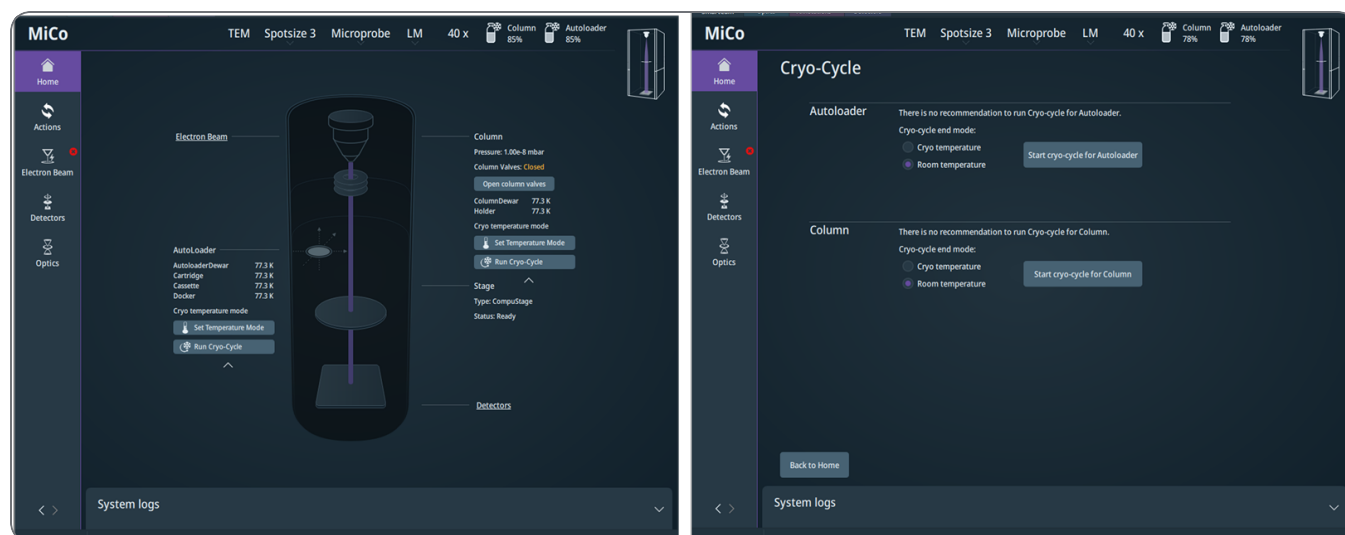 MiCo
TEM Spotsize 3 Microprobe LM 40 x Column 85% Autoloader 85%
Home
Actions
Electron Beam
Detectors
Optics
Electron Beam
Column
Pressure: 1.00e-8 mbar
Column Valves: Closed
Open column valves
ColumnDewar 77.3 K
Holder 77.3 K
Cryo temperature mode
Set Temperature Mode
Run Cryo-Cycle
AutoLoader
AutoloaderDewar 77.3 K
Cartridge 77.3 K
Cassette 77.3 K
Docker 77.3 K
Cryo temperature mode
Set Temperature Mode
Run Cryo-Cycle
Stage
Type: CompuStage
Status: Ready
Detectors
System logs
MiCo
TEM Spotsize 3 Microprobe LM 40 x Column 78% Autoloader 78%
Home
Actions
Electron Beam
Detectors
Optics
Cryo-Cycle
Autoloader
There is no recommendation to run Cryo-cycle for Autoloader.
Cryo-cycle end mode:
Cryo temperature
Room temperature
Start cryo-cycle for Autoloader
Column
There is no recommendation to run Cryo-cycle for Column.
Cryo-cycle end mode:
Cryo temperature
Room temperature
Start cryo-cycle for Column
Back to Home
System logs